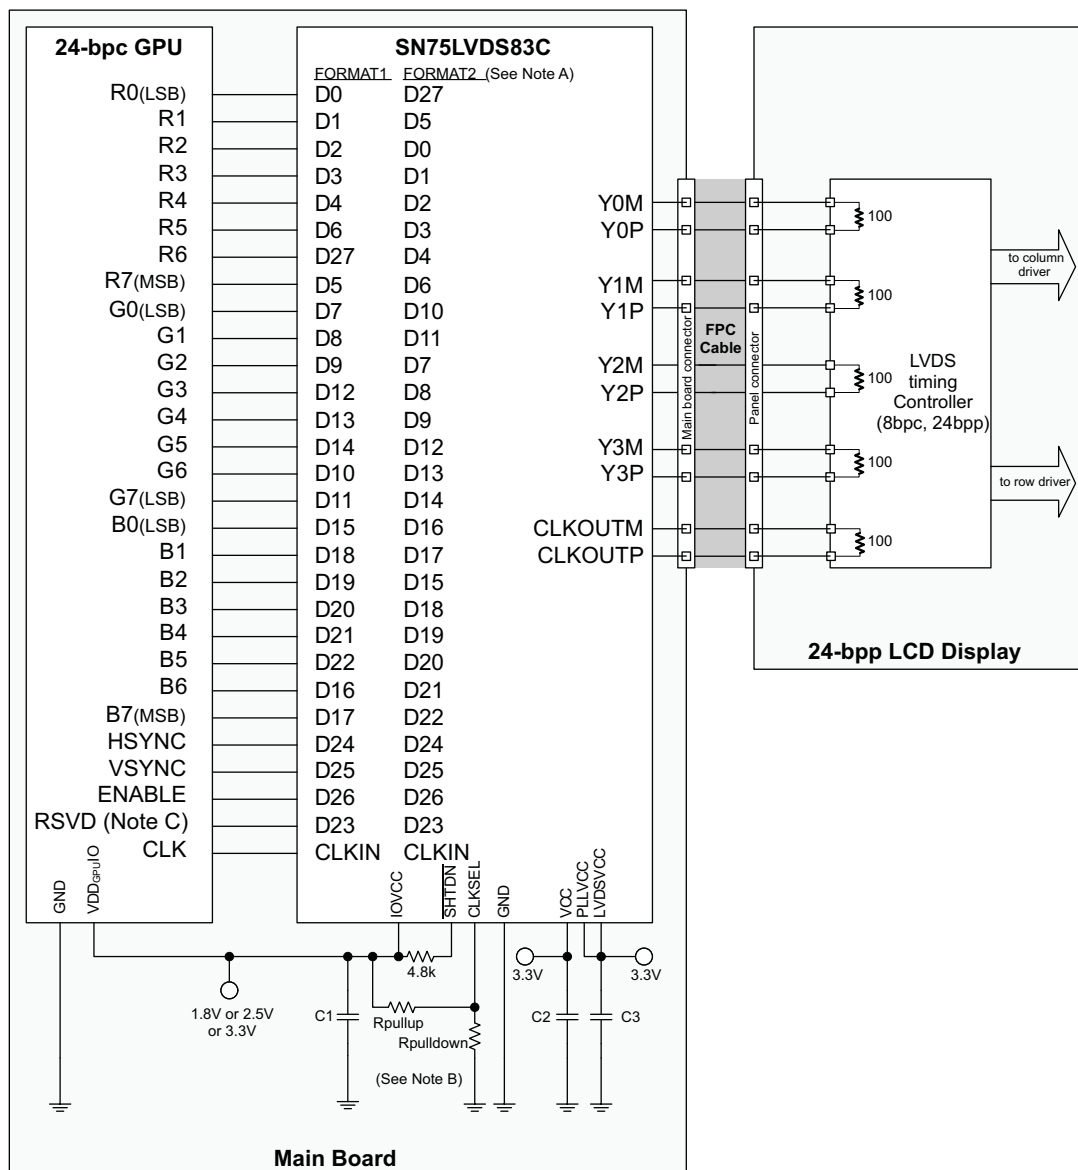 24-bpc GPU
SN75LVDS83C
FORMAT1 FORMAT2 (See Note A)
R0(LSB) D0 D27
R1 D1 D5
R2 D2 D0
R3 D3 D1
R4 D4 D2
R5 D6 D3
R6 D27 D4
R7(MSB) D5 D6
G0(LSB) D7 D10
G1 D8 D11
G2 D9 D7
G3 D12 D8
G4 D13 D9
G5 D14 D12
G6 D10 D13
G7(LSB) D11 D14
B0(LSB) D15 D16
B1 D18 D17
B2 D19 D15
B3 D20 D18
B4 D21 D19
B5 D22 D20
B6 D16 D21
B7(MSB) D17 D22
HSYNC D24 D24
VSYNC D25 D25
ENABLE D26 D26
RSVD (Note C) D23 D23
CLK CLKIN CLKIN
Y0M
Y0P
Y1M
Y1P
Y2M
Y2P
Y3M
Y3P
CLKOUTM
CLKOUTP
Main board connector
FPC
Cable
Panel connector
100
100
100
100
100
LVDS
timing
Controller
(8bpc, 24bpp)
to column
driver
to row driver
24-bpp LCD Display
GND
VDDGPUIO
IOVCC
SHTDN
CLKSEL
GND
VCC
PLLVCC
LVDSVCC
4.8k
3.3V
3.3V
1.8V or 2.5V
or 3.3V
C1
Rpullup
Rpulldown
C2
C3
(See Note B)
Main Board